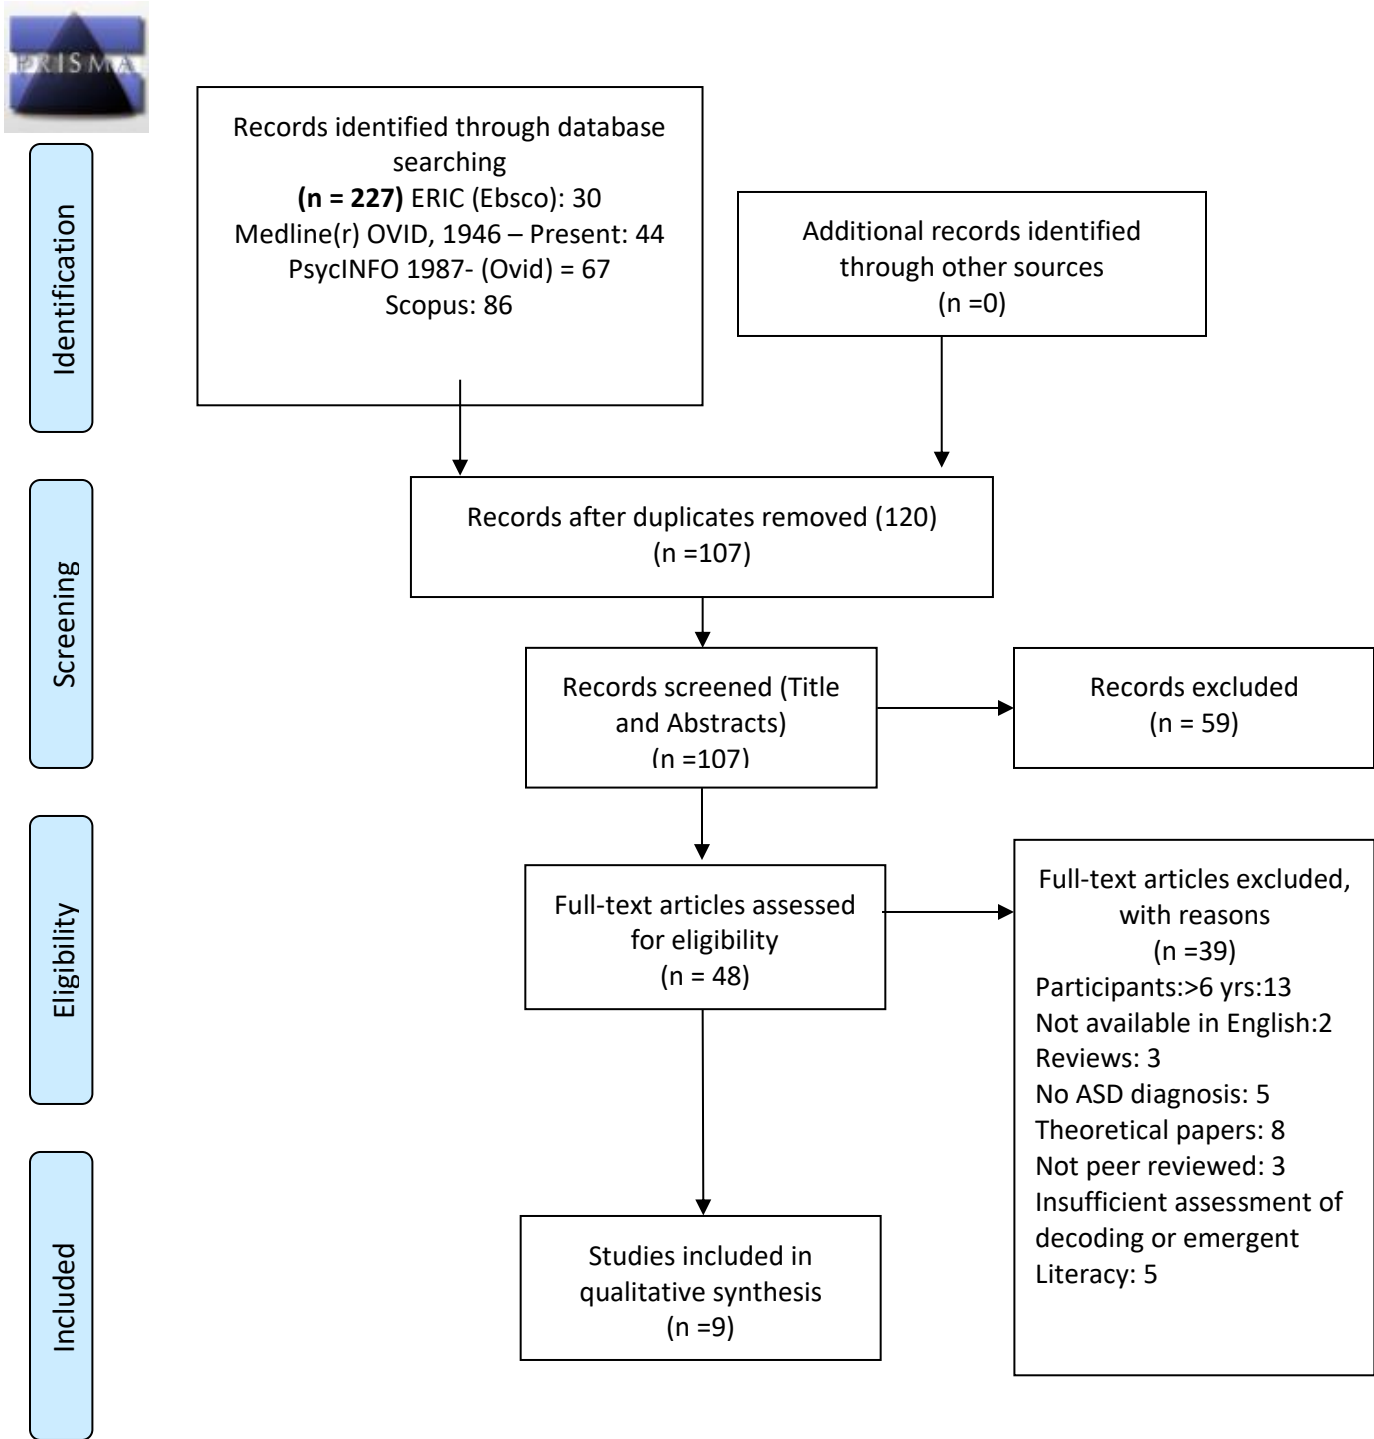 PRISMA
Identification
Records identified through database
searching
(n = 227) ERIC (Ebsco): 30
Medline(r) OVID, 1946 – Present: 44
PsycINFO 1987- (Ovid) = 67
Scopus: 86
Additional records identified
through other sources
(n =0)
Screening
Records after duplicates removed (120)
(n =107)
Records screened (Title
and Abstracts)
(n =107)
Records excluded
(n = 59)
Eligibility
Full-text articles assessed
for eligibility
(n = 48)
Full-text articles excluded,
with reasons
(n =39)
Participants:>6 yrs:13
Not available in English:2
Reviews: 3
No ASD diagnosis: 5
Theoretical papers: 8
Not peer reviewed: 3
Insufficient assessment of
decoding or emergent
Literacy: 5
Included
Studies included in
qualitative synthesis
(n =9)